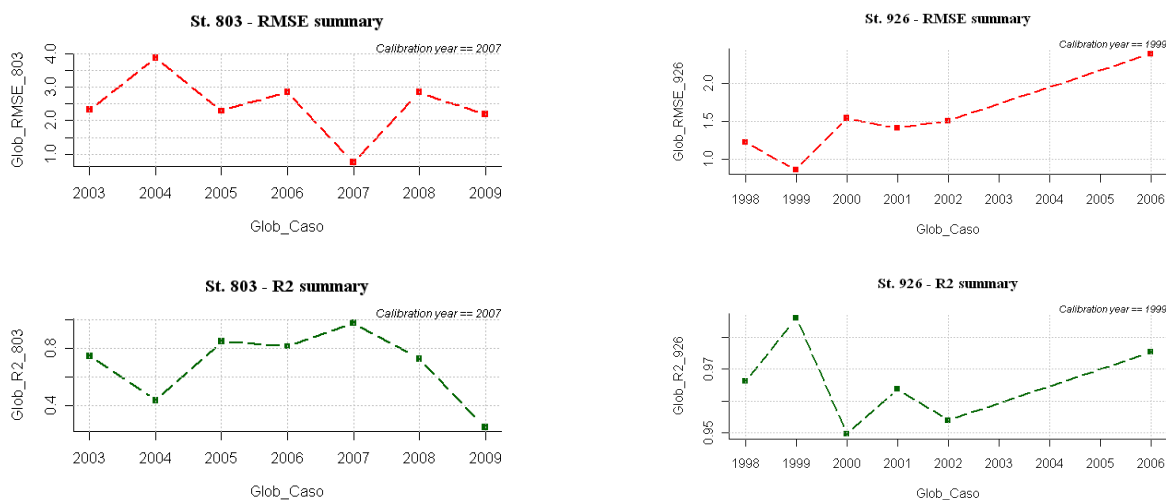 St. 803 - RMSE summary
Calibration year == 2007
Glob_RMSE_803
4.0
3.0
2.0
1.0
2003 2004 2005 2006 2007 2008 2009
Glob_Caso
St. 926 - RMSE summary
Calibration year == 1999
Glob_RMSE_926
2.0
1.5
1.0
1998 1999 2000 2001 2002 2003 2004 2005 2006
Glob_Caso
St. 803 - R2 summary
Calibration year == 2007
Glob_R2_803
0.8
0.4
2003 2004 2005 2006 2007 2008 2009
Glob_Caso
St. 926 - R2 summary
Calibration year == 1999
Glob_R2_926
0.97
0.95
1998 1999 2000 2001 2002 2003 2004 2005 2006
Glob_Caso